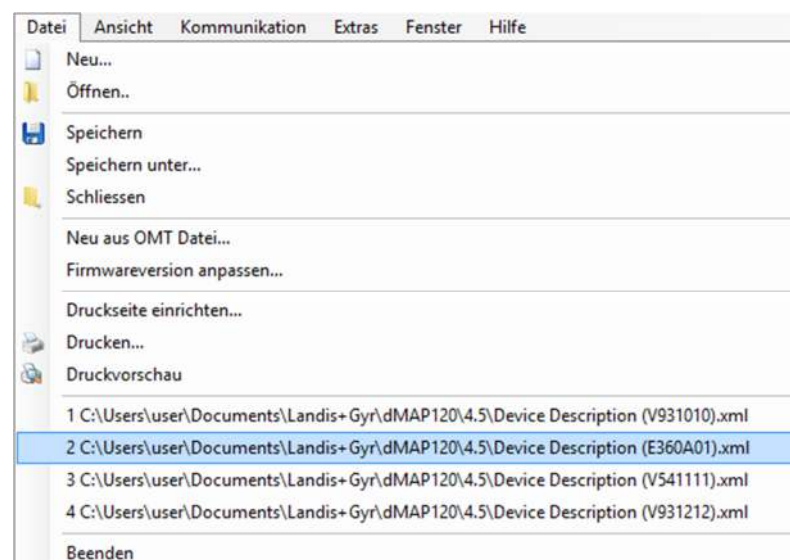 Datei Ansicht Kommunikation Extras Fenster Hilfe
Neu...
Öffnen..
Speichern
Speichern unter...
Schliessen
Neu aus OMT Datei...
Firmwareversion anpassen...
Druckseite einrichten...
Drucken...
Druckvorschau
1 C:\Users\user\Documents\Landis+Gyr\dMAP120\4.5\Device Description (V931010).xml
2 C:\Users\user\Documents\Landis+Gyr\dMAP120\4.5\Device Description (E360A01).xml
3 C:\Users\user\Documents\Landis+Gyr\dMAP120\4.5\Device Description (V541111).xml
4 C:\Users\user\Documents\Landis+Gyr\dMAP120\4.5\Device Description (V931212).xml
Beenden